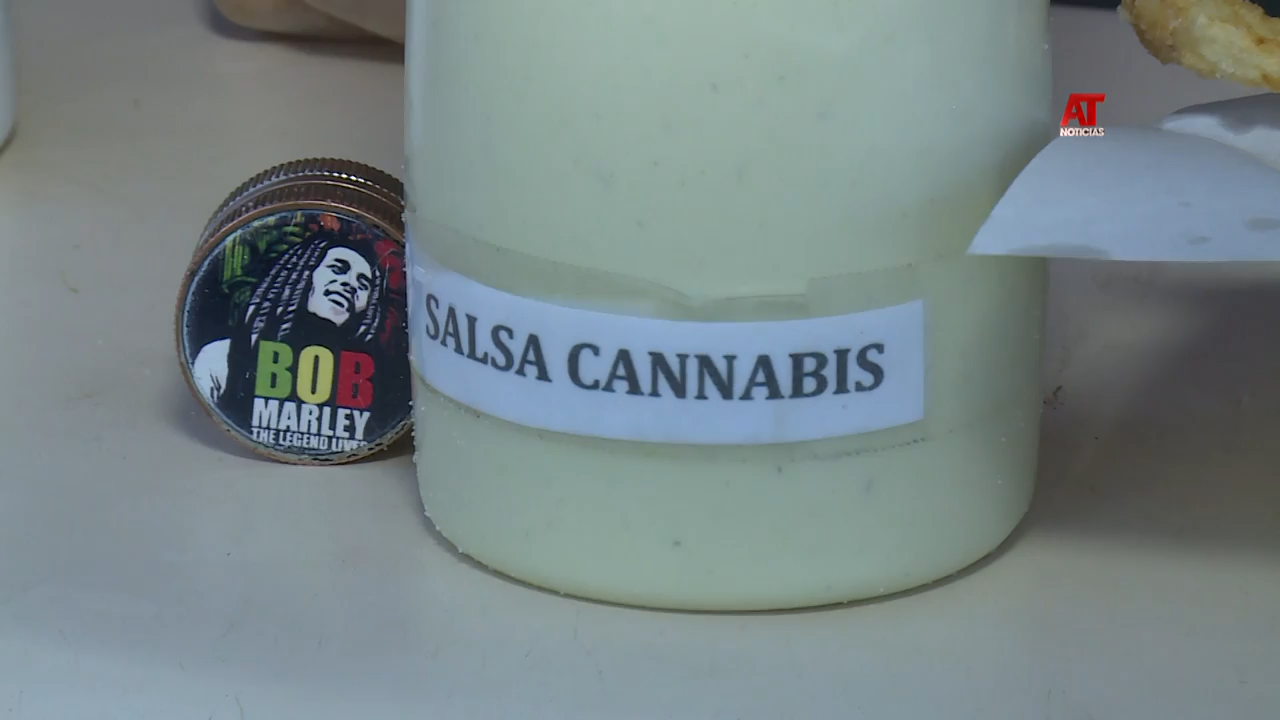 AT
NOTICIAS
SALSA CANNABIS
BOB
MARLEY
THE LEGEND LIVES